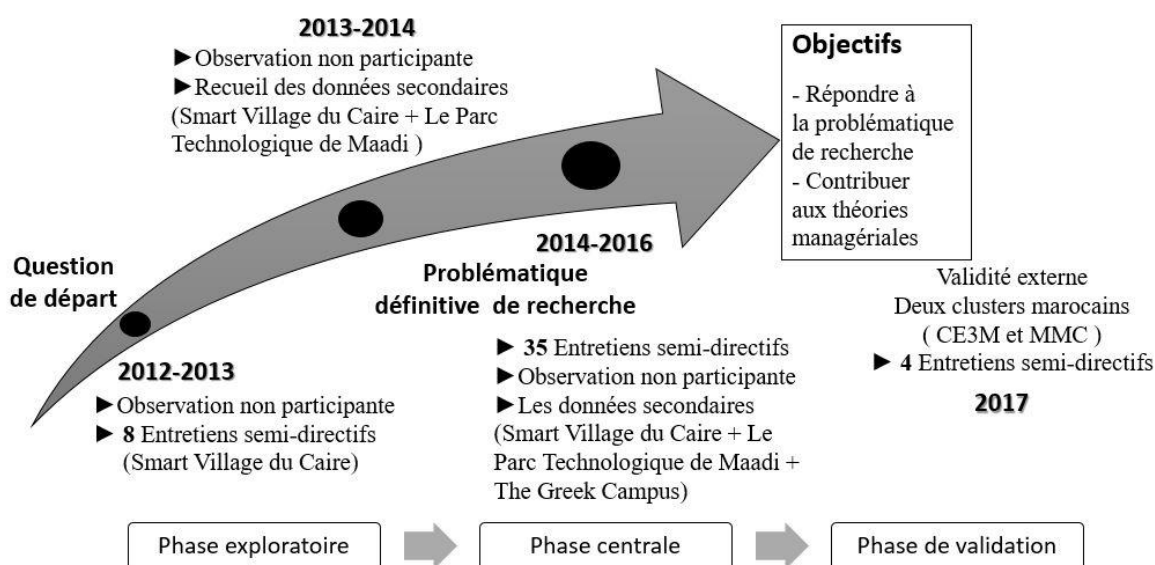 2013-2014
►Observation non participante
►Recueil des données secondaires
(Smart Village du Caire + Le Parc
Technologique de Maadi )
Objectifs
- Répondre à
la problématique
de recherche
- Contribuer
aux théories
managériales
Question
de départ
2012-2013
►Observation non participante
► 8 Entretiens semi-directifs
(Smart Village du Caire)
2014-2016
Problématique
définitive de recherche
► 35 Entretiens semi-directifs
►Observation non participante
► Les données secondaires
(Smart Village du Caire + Le
Parc Technologique de Maadi +
The Greek Campus)
Validité externe
Deux clusters marocains
( CE3M et MMC )
► 4 Entretiens semi-directifs
2017
Phase exploratoire
Phase centrale
Phase de validation